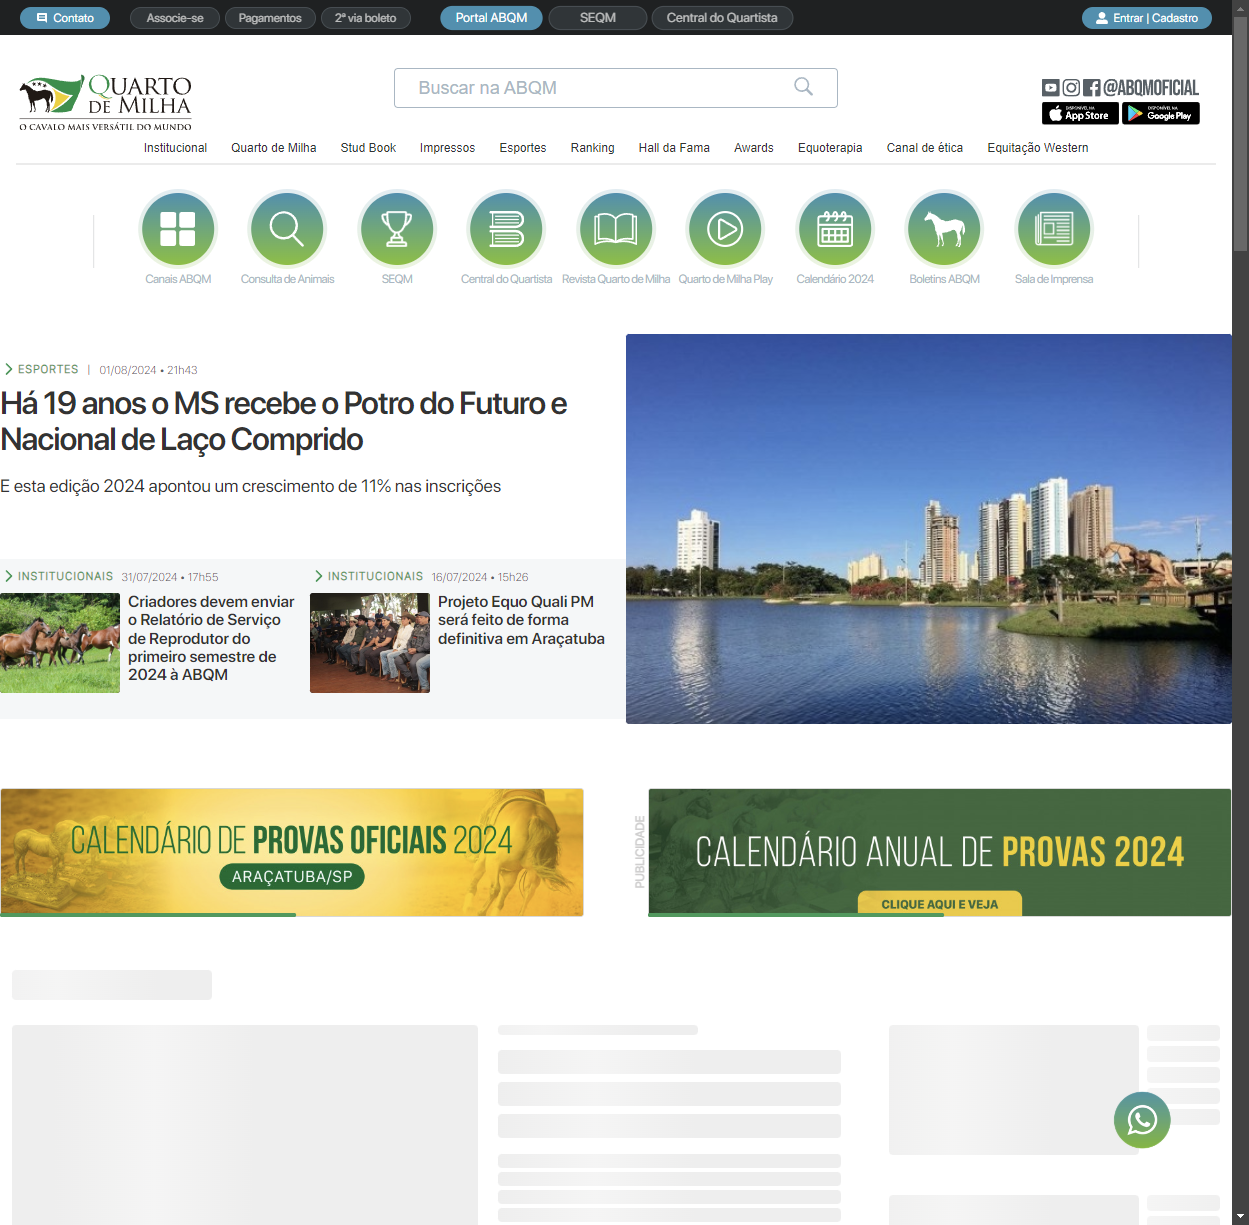 Contato
Associe-se
Pagamentos
2ª via boleto
Portal ABQM
SEQM
Central do Quartista
Entrar | Cadastro
QUARTO
DE MILHA
O CAVALO MAIS VERSÁTIL DO MUNDO
Buscar na ABQM
@ABQMOFICIAL
DISPONÍVEL NA
App Store
DISPONÍVEL NO
Google Play
Institucional
Quarto de Milha
Stud Book
Impressos
Esportes
Ranking
Hall da Fama
Awards
Equoterapia
Canal de ética
Equitação Western
Canais ABQM
Consulta de Animais
SEQM
Central do Quartista
Revista Quarto de Milha
Quarto de Milha Play
Calendário 2024
Boletins ABQM
Sala de Imprensa
ESPORTES | 01/08/2024 • 21h43
Há 19 anos o MS recebe o Potro do Futuro e
Nacional de Laço Comprido
E esta edição 2024 apontou um crescimento de 11% nas inscrições
INSTITUCIONAIS 31/07/2024 • 17h55
Criadores devem enviar
o Relatório de Serviço
de Reprodutor do
primeiro semestre de
2024 à ABQM
INSTITUCIONAIS 16/07/2024 • 15h26
Projeto Equo Quali PM
será feito de forma
definitiva em Araçatuba
CALENDÁRIO DE PROVAS OFICIAIS 2024
ARAÇATUBA/SP
PUBLICIDADE
CALENDÁRIO ANUAL DE PROVAS 2024
CLIQUE AQUI E VEJA